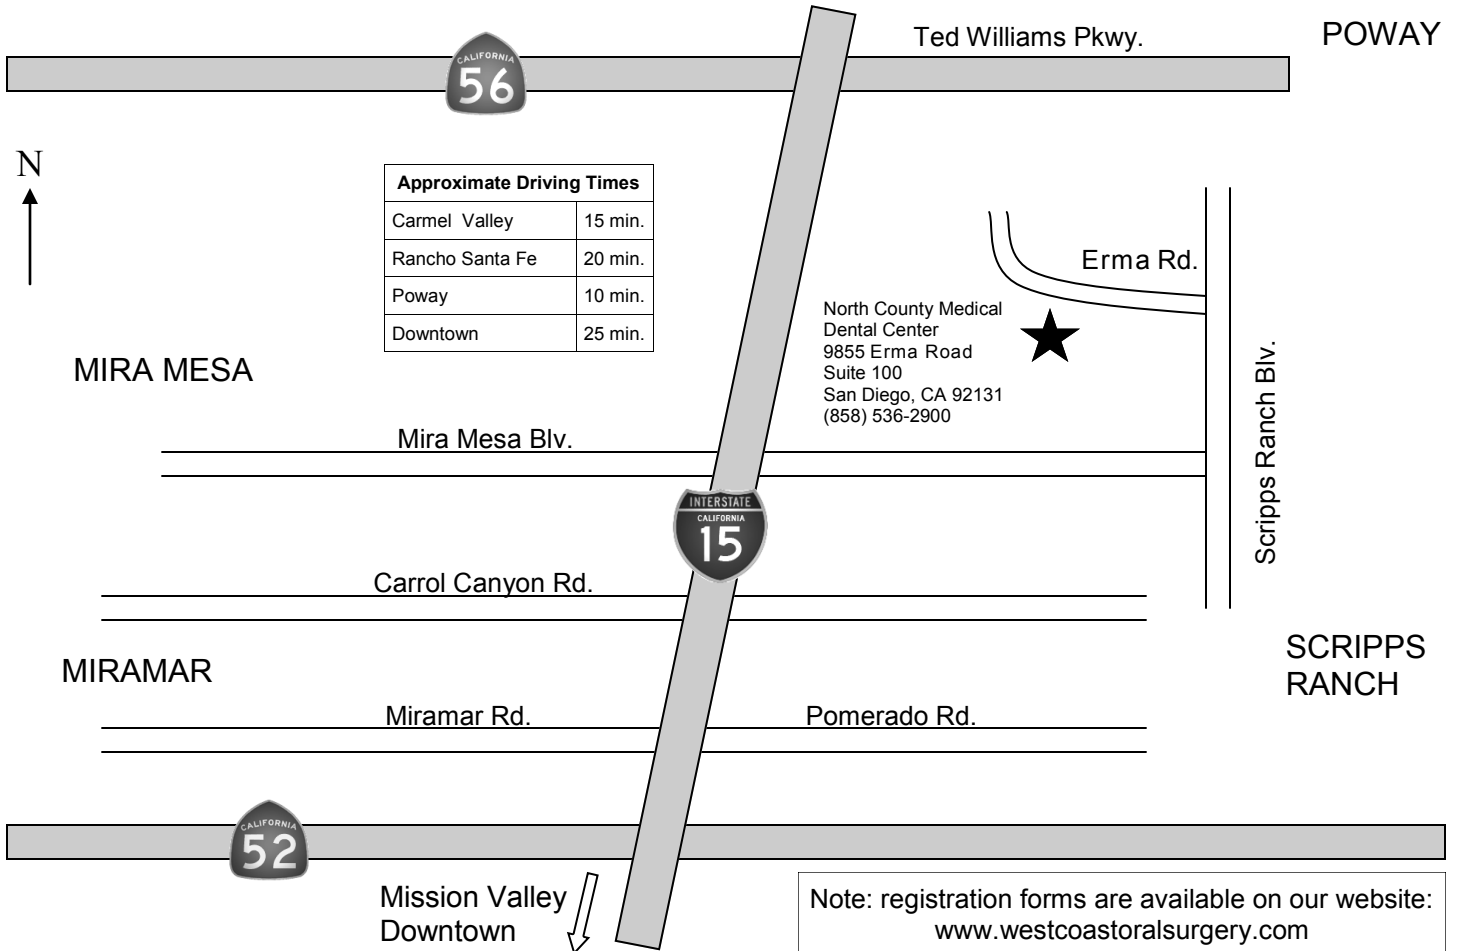 Ted Williams Pkwy.
POWAY
CALIFORNIA
56
N
Approximate Driving Times
Carmel Valley 15 min.
Rancho Santa Fe 20 min.
Poway 10 min.
Downtown 25 min.
Erma Rd.
North County Medical
Dental Center
9855 Erma Road
Suite 100
San Diego, CA 92131
(858) 536-2900
MIRA MESA
Scripps Ranch Blv.
Mira Mesa Blv.
INTERSTATE
CALIFORNIA
15
Carrol Canyon Rd.
MIRAMAR
SCRIPPS
RANCH
Miramar Rd.
Pomerado Rd.
CALIFORNIA
52
Mission Valley
Downtown
Note: registration forms are available on our website:
www.westcoastoralsurgery.com